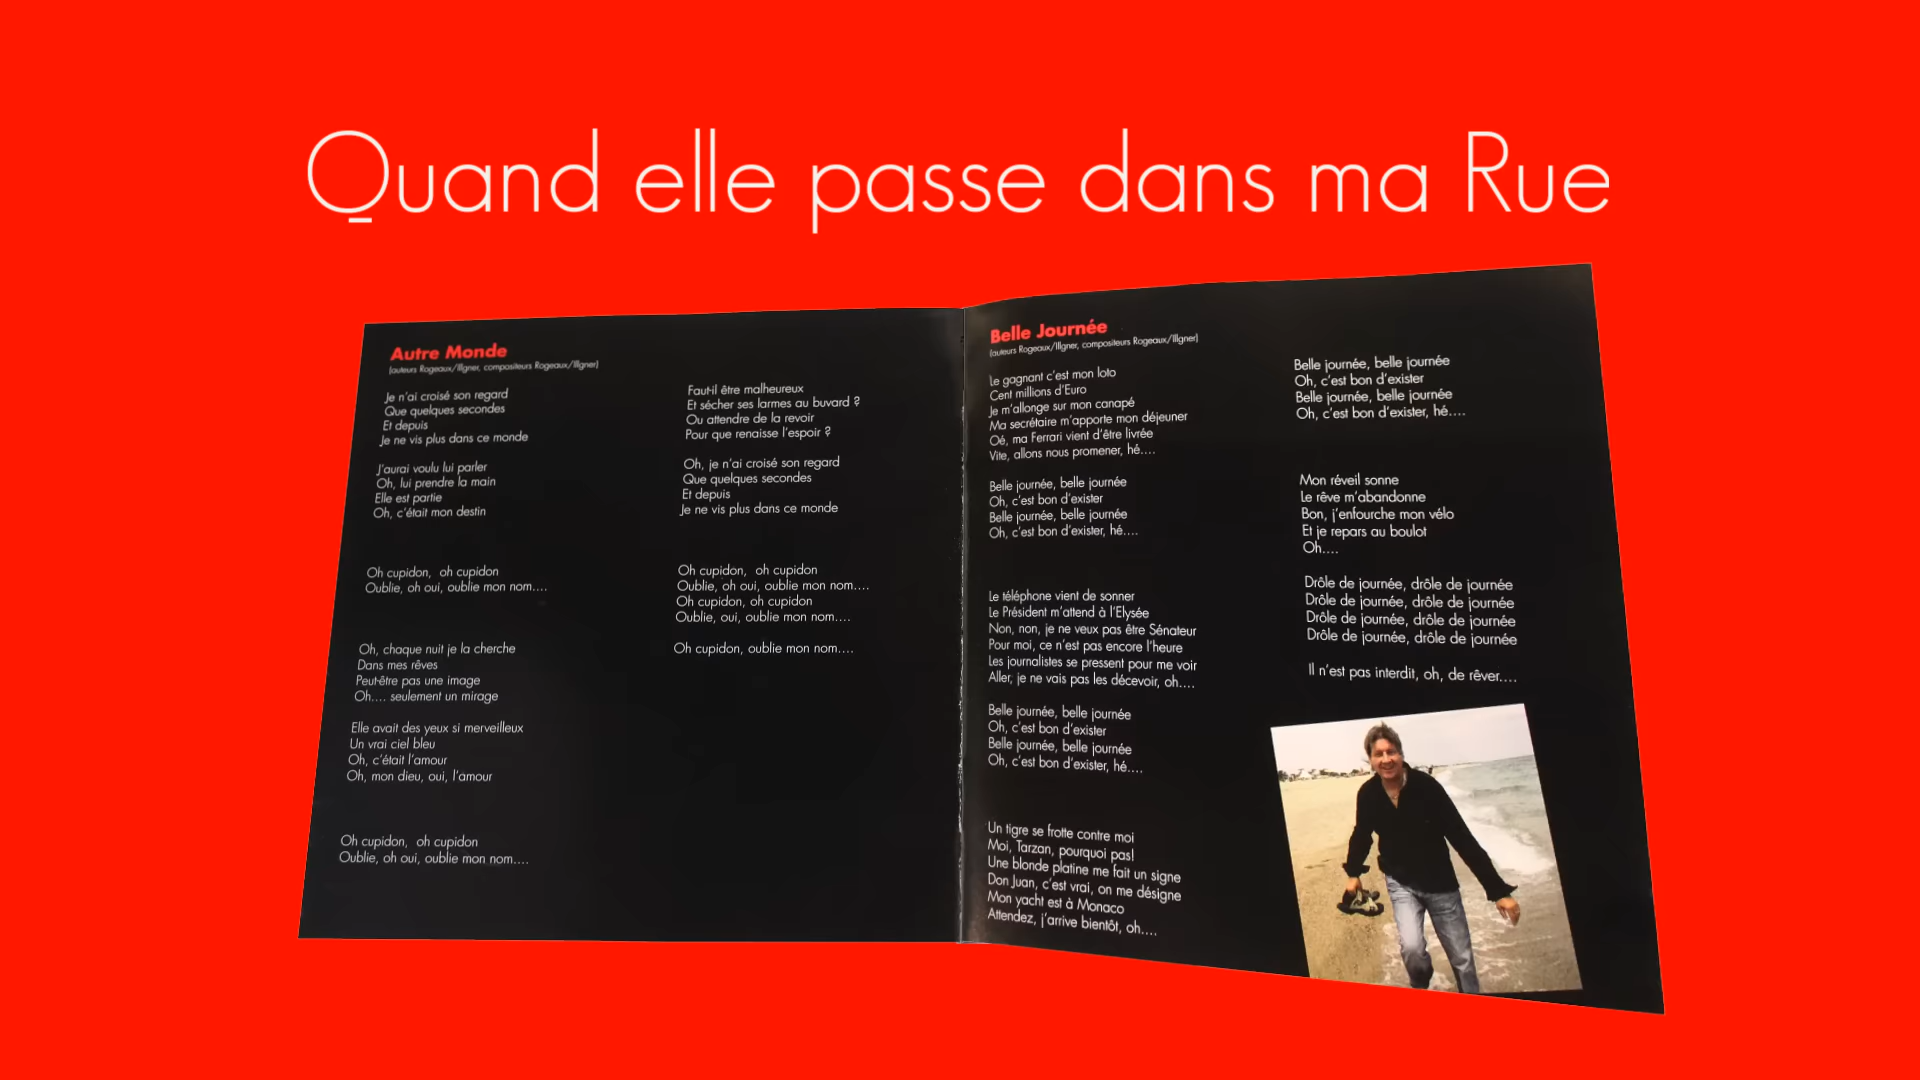 Quand elle passe dans ma Rue
Autre Monde
(auteurs Rogeaux/Illgner, compositeurs Rogeaux/Illgner)
Je n'ai croisé son regard
Que quelques secondes
Et depuis
Je ne vis plus dans ce monde
J'aurai voulu lui parler
Oh, lui prendre la main
Elle est partie
Oh, c'était mon destin
Oh cupidon, oh cupidon
Oublie, oh oui, oublie mon nom....
Oh, chaque nuit je la cherche
Dans mes rêves
Peut-être pas une image
Oh.... seulement un mirage
Elle avait des yeux si merveilleux
Un vrai ciel bleu
Oh, c'était l'amour
Oh, mon dieu, oui, l'amour
Oh cupidon, oh cupidon
Oublie, oh oui, oublie mon nom....
Faut-il être malheureux
Et sécher ses larmes au buvard ?
Ou attendre de la revoir
Pour que renaisse l'espoir ?
Oh, je n'ai croisé son regard
Que quelques secondes
Et depuis
Je ne vis plus dans ce monde
Oh cupidon, oh cupidon
Oublie, oh oui, oublie mon nom....
Oh cupidon, oh cupidon
Oublie, oui, oublie mon nom....
Oh cupidon, oublie mon nom....
Belle Journée
(auteurs Rogeaux/Illgner, compositeurs Rogeaux/Illgner)
Le gagnant c'est mon loto
Cent millions d'Euro
Je m'allonge sur mon canapé
Ma secrétaire m'apporte mon déjeuner
Oé, ma Ferrari vient d'être livrée
Vite, allons nous promener, hé....
Belle journée, belle journée
Oh, c'est bon d'exister
Belle journée, belle journée
Oh, c'est bon d'exister, hé....
Le téléphone vient de sonner
Le Président m'attend à l'Elysée
Non, non, je ne veux pas être Sénateur
Pour moi, ce n'est pas encore l'heure
Les journalistes se pressent pour me voir
Aller, je ne vais pas les décevoir, oh....
Belle journée, belle journée
Oh, c'est bon d'exister
Belle journée, belle journée
Oh, c'est bon d'exister, hé....
Un tigre se frotte contre moi
Moi, Tarzan, pourquoi pas!
Une blonde platine me fait un signe
Don Juan, c'est vrai, on me désigne
Mon yacht est à Monaco
Attendez, j'arrive bientôt, oh....
Belle journée, belle journée
Oh, c'est bon d'exister
Belle journée, belle journée
Oh, c'est bon d'exister, hé....
Mon réveil sonne
Le rêve m'abandonne
Bon, j'enfourche mon vélo
Et je repars au boulot
Oh....
Drôle de journée, drôle de journée
Drôle de journée, drôle de journée
Drôle de journée, drôle de journée
Drôle de journée, drôle de journée
Il n'est pas interdit, oh, de rêver....